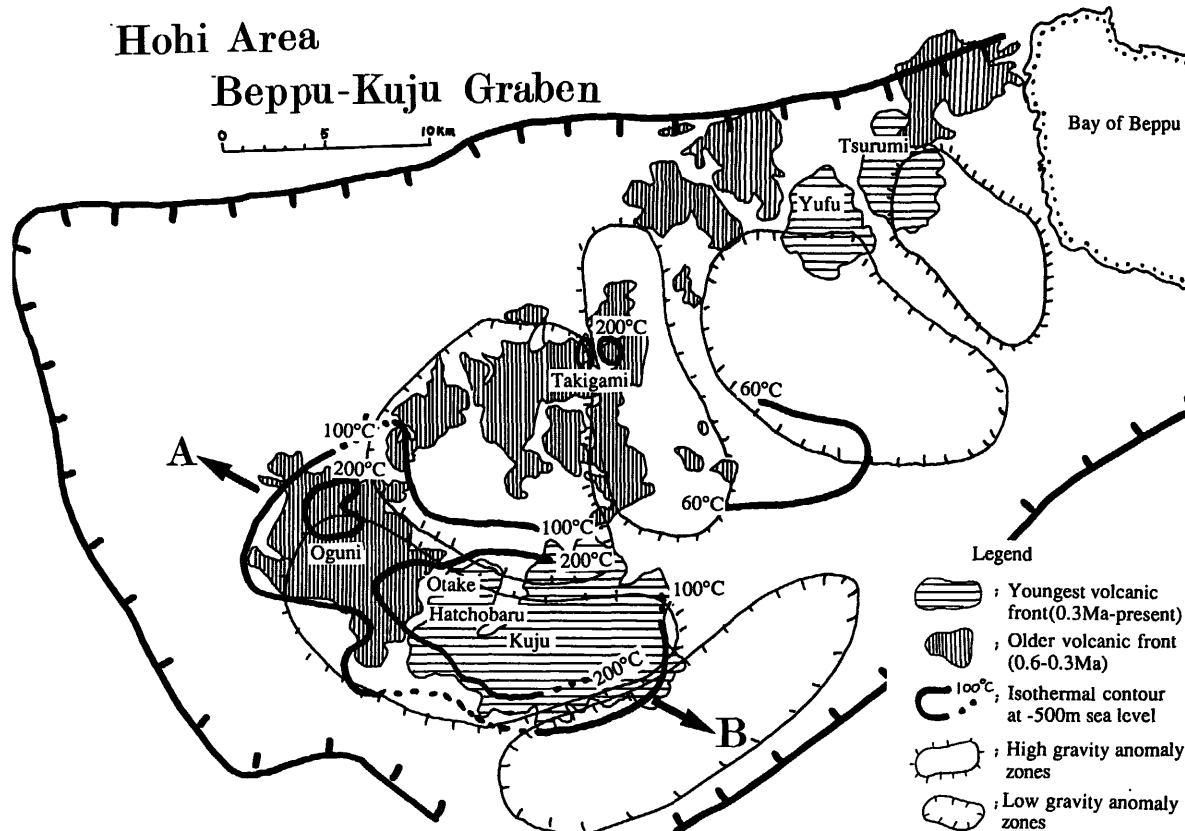 Hohi Area
Beppu-Kuju Graben
0 5 10Km
Bay of Beppu
Tsurumi
Yufu
200°C
Takigami
60°C
100°C
A
200°C
60°C
100°C
Oguni
200°C
Otake
100°C
Hatchobaru
Kuju
200°C
B
Legend
; Youngest volcanic
front(0.3Ma-present)
; Older volcanic front
(0.6-0.3Ma)
100°C ; Isothermal contour
at -500m sea level
; High gravity anomaly
zones
; Low gravity anomaly
zones